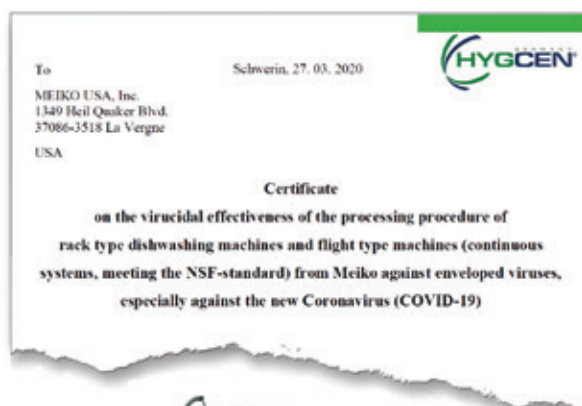 GERMANY
HYGCEN
To
Schwerin, 27. 03. 2020
MEIKO USA, Inc.
1349 Heil Quaker Blvd.
37086-3518 La Vergne
USA
Certificate
on the virucidal effectiveness of the processing procedure of
rack type dishwashing machines and flight type machines (continuous
systems, meeting the NSF-standard) from Meiko against enveloped viruses,
especially against the new Coronavirus (COVID-19)